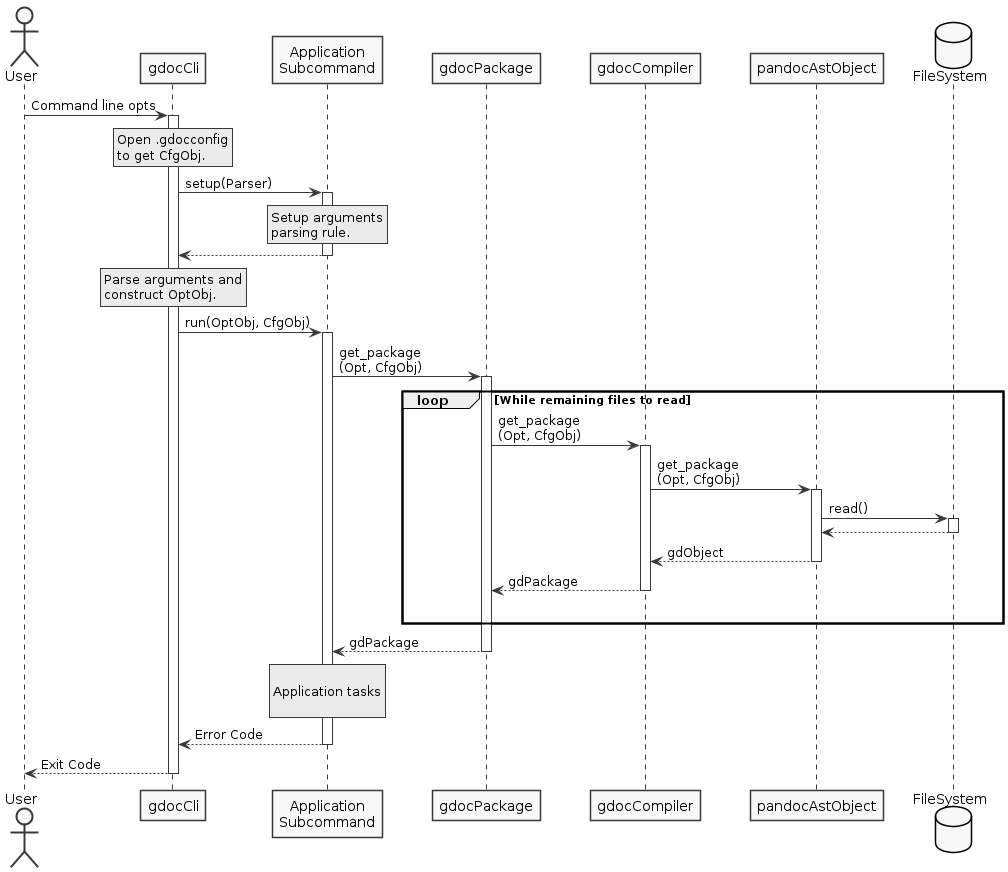 User
gdocCli
Application
Subcommand
gdocPackage
gdocCompiler
pandocAstObject
FileSystem
Command line opts
Open .gdocconfig
to get CfgObj.
setup(Parser)
Setup arguments
parsing rule.
Parse arguments and
construct OptObj.
run(OptObj, CfgObj)
get_package
(Opt, CfgObj)
loop
[While remaining files to read]
get_package
(Opt, CfgObj)
get_package
(Opt, CfgObj)
read()
gdObject
gdPackage
gdPackage
Application tasks
Error Code
Exit Code
User
gdocCli
Application
Subcommand
gdocPackage
gdocCompiler
pandocAstObject
FileSystem